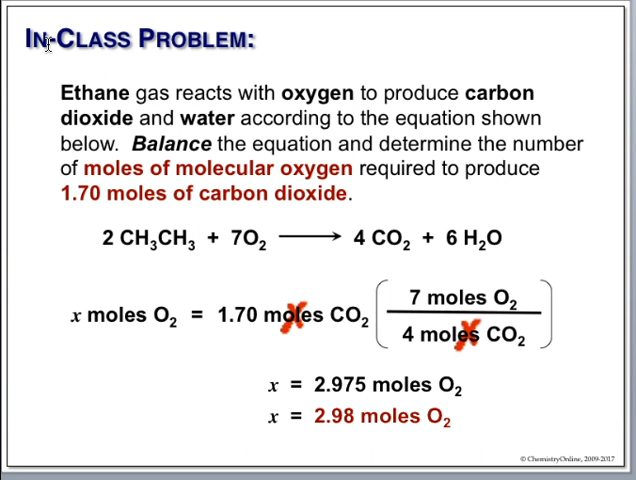 IN-CLASS PROBLEM:
Ethane gas reacts with oxygen to produce carbon
dioxide and water according to the equation shown
below. Balance the equation and determine the number
of moles of molecular oxygen required to produce
1.70 moles of carbon dioxide.
2 CH₃CH₃ + 7O₂ ⟶ 4 CO₂ + 6 H₂O
x moles O₂ = 1.70 moles CO₂ ( 7 moles O₂
4 moles CO₂ )
x = 2.975 moles O₂
x = 2.98 moles O₂
© ChemistryOnline, 2009-2017